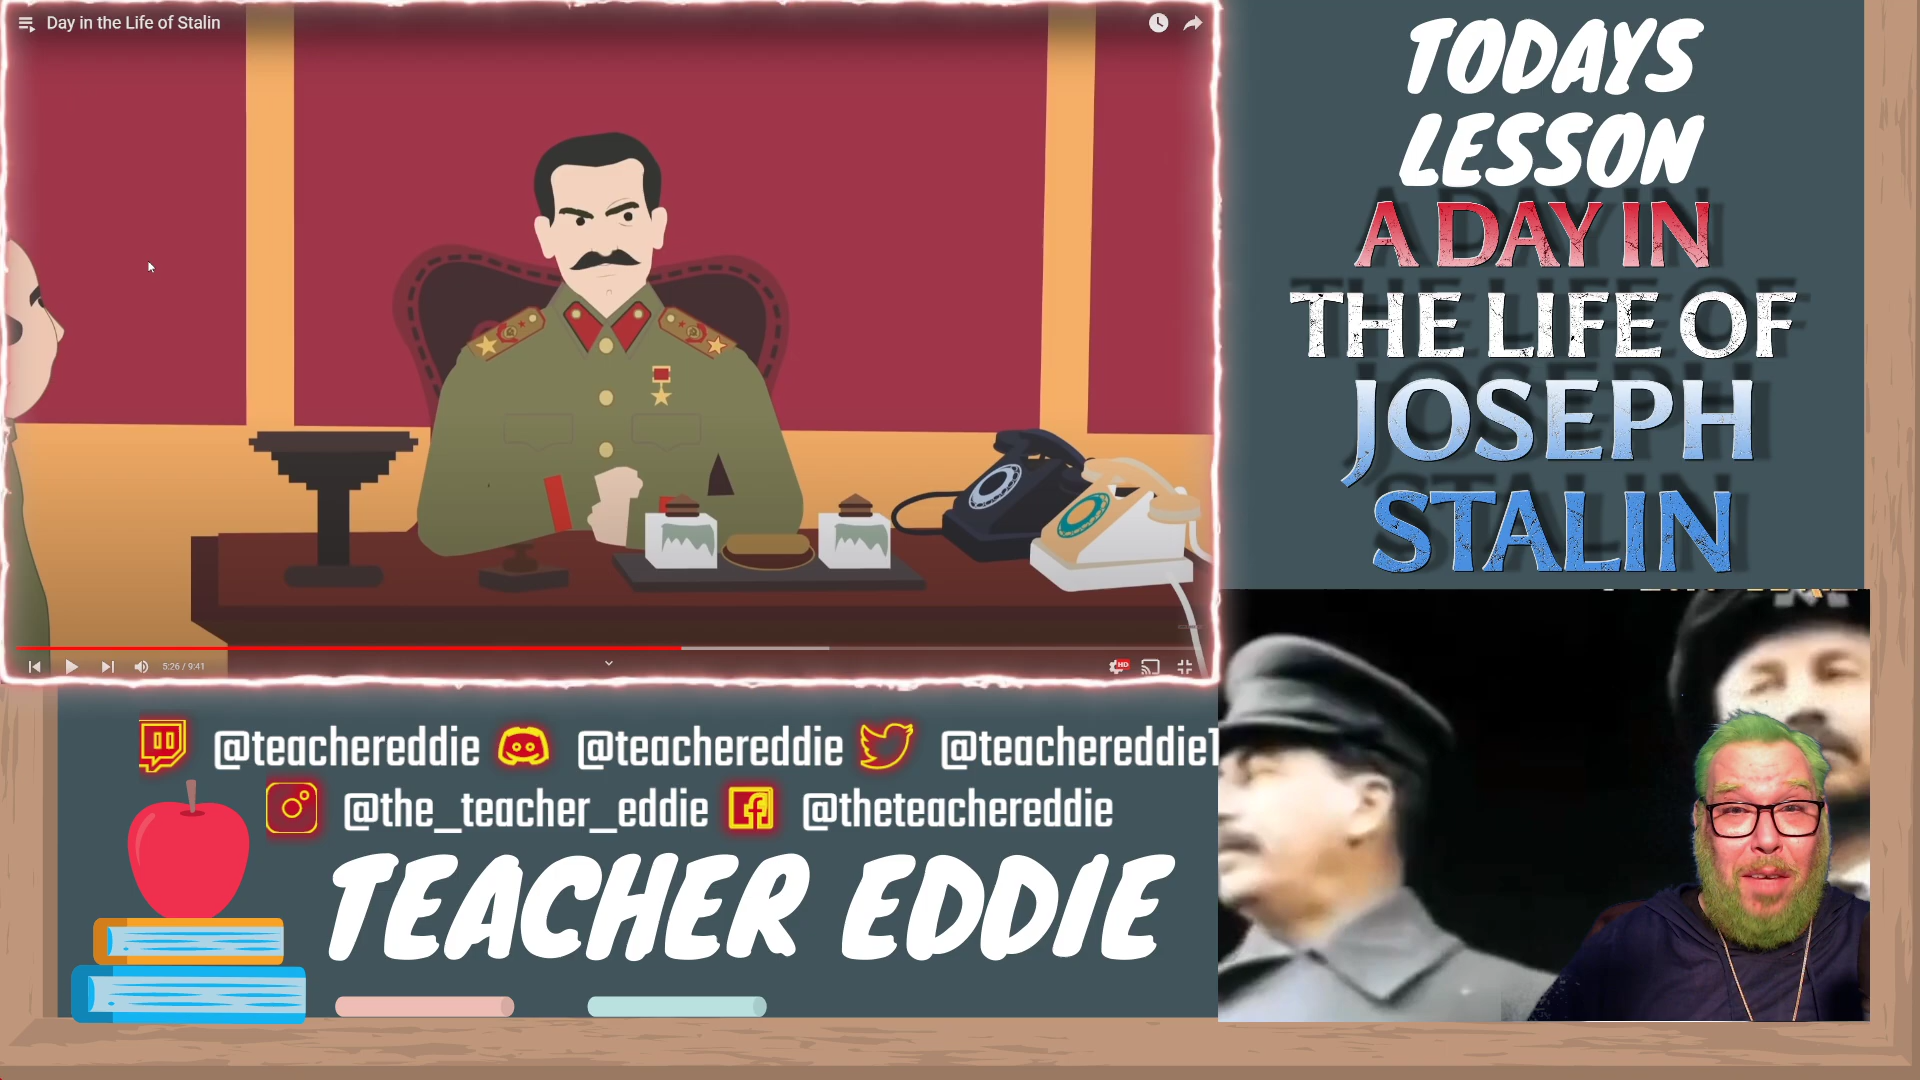 Day in the Life of Stalin
TODAYS
LESSON
A DAY IN
THE LIFE OF
JOSEPH
STALIN
5:26 / 9:41
HD
@teachereddie @teachereddie @teachereddie1
@the_teacher_eddie @theteachereddie
TEACHER EDDIE